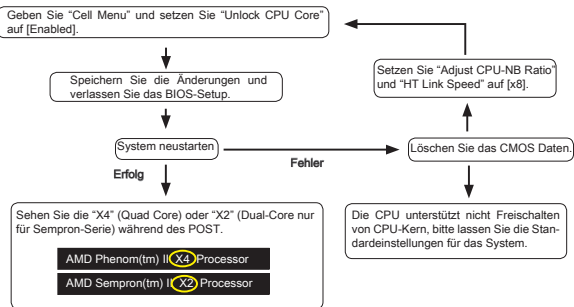 Geben Sie “Cell Menu” und setzen Sie “Unlock CPU Core”
auf [Enabled].
Speichern Sie die Änderungen und
verlassen Sie das BIOS-Setup.
System neustarten
Erfolg
Fehler
Setzen Sie “Adjust CPU-NB Ratio”
und “HT Link Speed” auf [x8].
Löschen Sie das CMOS Daten.
Sehen Sie die “X4” (Quad Core) oder “X2” (Dual-Core nur
für Sempron-Serie) während des POST.
AMD Phenom(tm) II X4 Processor
AMD Sempron(tm) II X2 Processor
Die CPU unterstützt nicht Freischalten
von CPU-Kern, bitte lassen Sie die Stan-
dardeinstellungen für das System.